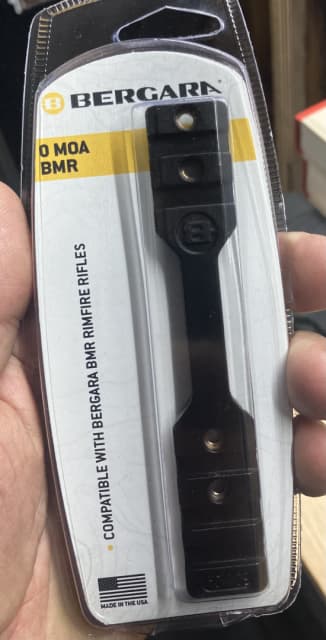 B BERGARA
0 MOA
BMR
• COMPATIBLE WITH BERGARA BMR RIMFIRE RIFLES
B
MADE IN THE USA